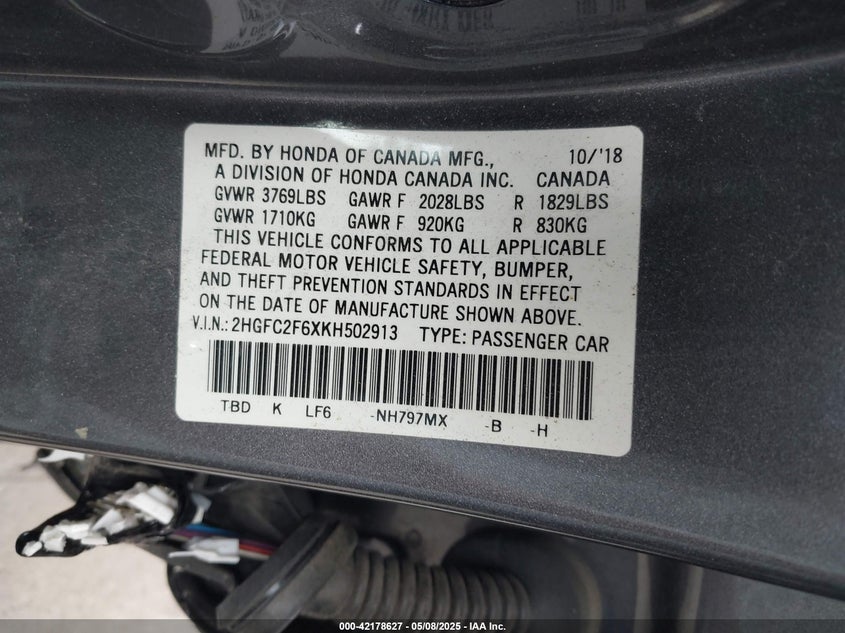 MFD. BY HONDA OF CANADA MFG., 10/'18
A DIVISION OF HONDA CANADA INC. CANADA
GVWR 3769LBS GAWR F 2028LBS R 1829LBS
GVWR 1710KG GAWR F 920KG R 830KG
THIS VEHICLE CONFORMS TO ALL APPLICABLE
FEDERAL MOTOR VEHICLE SAFETY, BUMPER,
AND THEFT PREVENTION STANDARDS IN EFFECT
ON THE DATE OF MANUFACTURE SHOWN ABOVE.
V.I.N.: 2HGFC2F6XKH502913 TYPE: PASSENGER CAR
TBD K LF6 -NH797MX -B -H
000-42178627 - 05/08/2025 - IAA Inc.